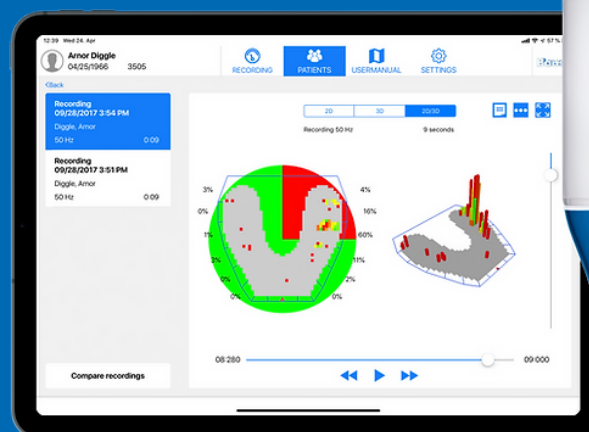 12:39 Wed 24. Apr
57 %
Arnor Diggle
04/25/1966 3505
RECORDING
PATIENTS
USERMANUAL
SETTINGS
<Back
Recording
09/28/2017 3:54 PM
Diggle, Arnor
50 Hz 0:09
Recording
09/28/2017 3:51 PM
Diggle, Arnor
50 Hz 0:09
2D 3D 2D/3D
Recording 50 Hz 9 seconds
3% 4%
0% 16%
1% 60%
3% 11%
0% 2%
0% 0%
08:280 09:000
Compare recordings